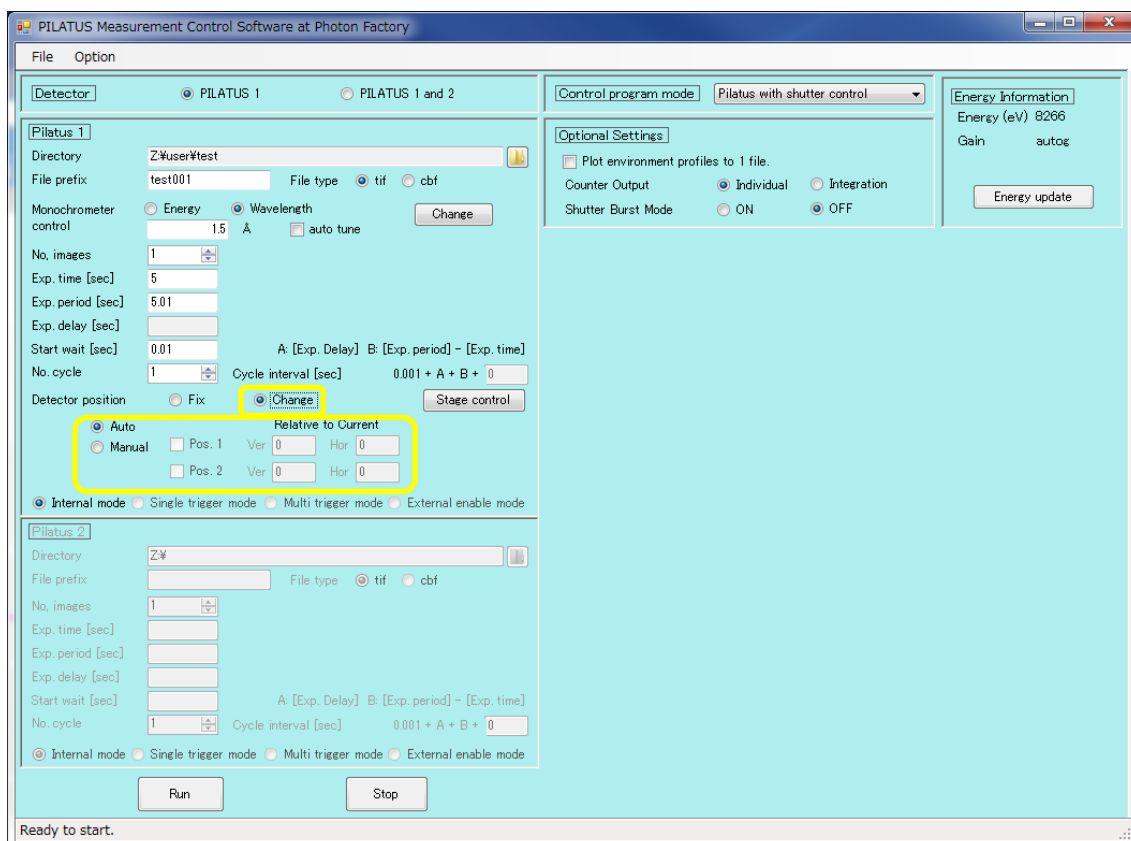 PILATUS Measurement Control Software at Photon Factory
File Option
Detector PILATUS 1 PILATUS 1 and 2
Control program mode Pilatus with shutter control
Energy Information
Energy (eV) 8266
Gain autog
Energy update
Pilatus 1
Directory Z:¥user¥test
File prefix test001 File type tif cbf
Monochrometer control Energy Wavelength Change
1.5 Å auto tune
No, images 1
Exp. time [sec] 5
Exp. period [sec] 5.01
Exp. delay [sec]
Start wait [sec] 0.01 A: [Exp. Delay] B: [Exp. period] - [Exp. time]
No. cycle 1 Cycle interval [sec] 0.001 + A + B + 0
Detector position Fix Change Stage control
Auto Relative to Current
Manual Pos. 1 Ver 0 Hor 0
Pos. 2 Ver 0 Hor 0
Internal mode Single trigger mode Multi trigger mode External enable mode
Optional Settings
Plot environment profiles to 1 file.
Counter Output Individual Integration
Shutter Burst Mode ON OFF
Pilatus 2
Directory Z:¥
File prefix File type tif cbf
No, images 1
Exp. time [sec]
Exp. period [sec]
Exp. delay [sec]
Start wait [sec] A: [Exp. Delay] B: [Exp. period] - [Exp. time]
No. cycle 1 Cycle interval [sec] 0.001 + A + B + 0
Internal mode Single trigger mode Multi trigger mode External enable mode
Run Stop
Ready to start.